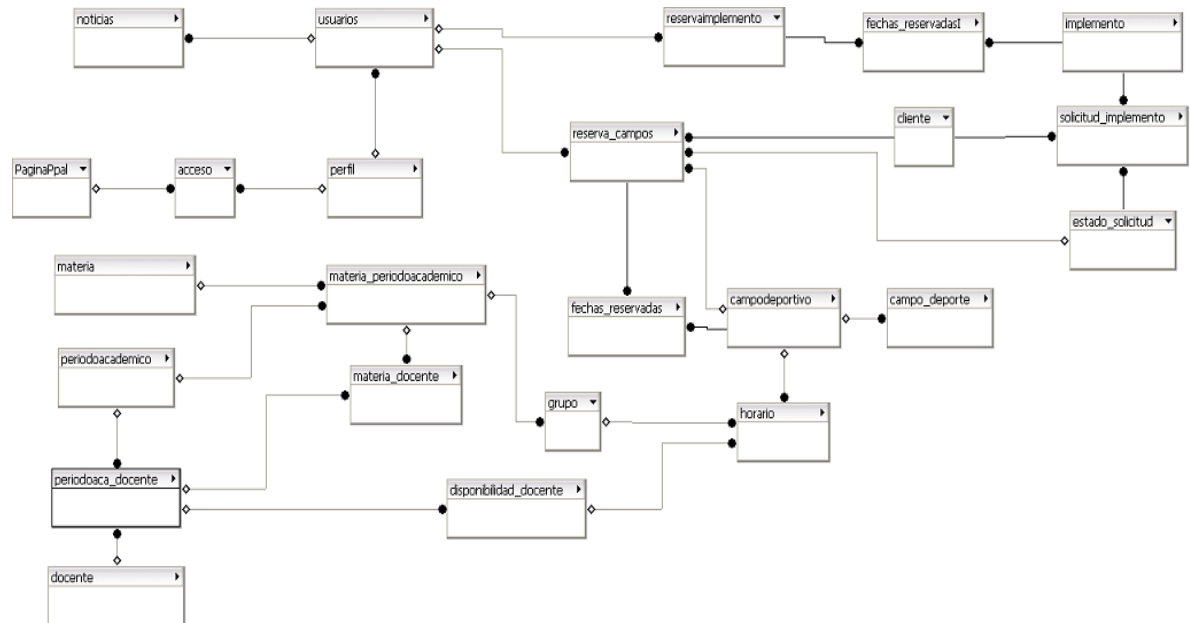 noticias
usuarios
reservaimplemento
fechas_reservadasI
implemento
reserva_campos
cliente
solicitud_implemento
PaginaPpal
acceso
perfil
estado_solicitud
materia
materia_periodoacademico
fechas_reservadas
campodeportivo
campo_deporte
periodoacademico
materia_docente
grupo
horario
periodoaca_docente
disponibilidad_docente
docente